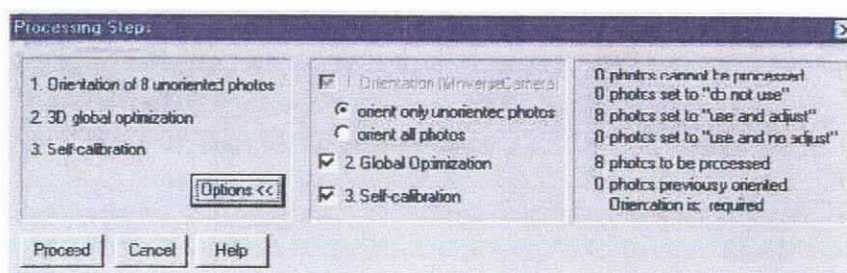 Processing Steps
1. Orientation of 8 unoriented photos
2. 3D global optimization
3. Self-calibration
Options <<
1. Orientation (&InverseCamera)
orient only unoriented photos
orient all photos
2. Global Optimization
3. Self-calibration
0 photos cannot be processed
0 photos set to "do not use"
8 photos set to "use and adjust"
0 photos set to "use and no adjust"
8 photos to be processed
0 photos previously oriented
Orientation is required
Proceed
Cancel
Help